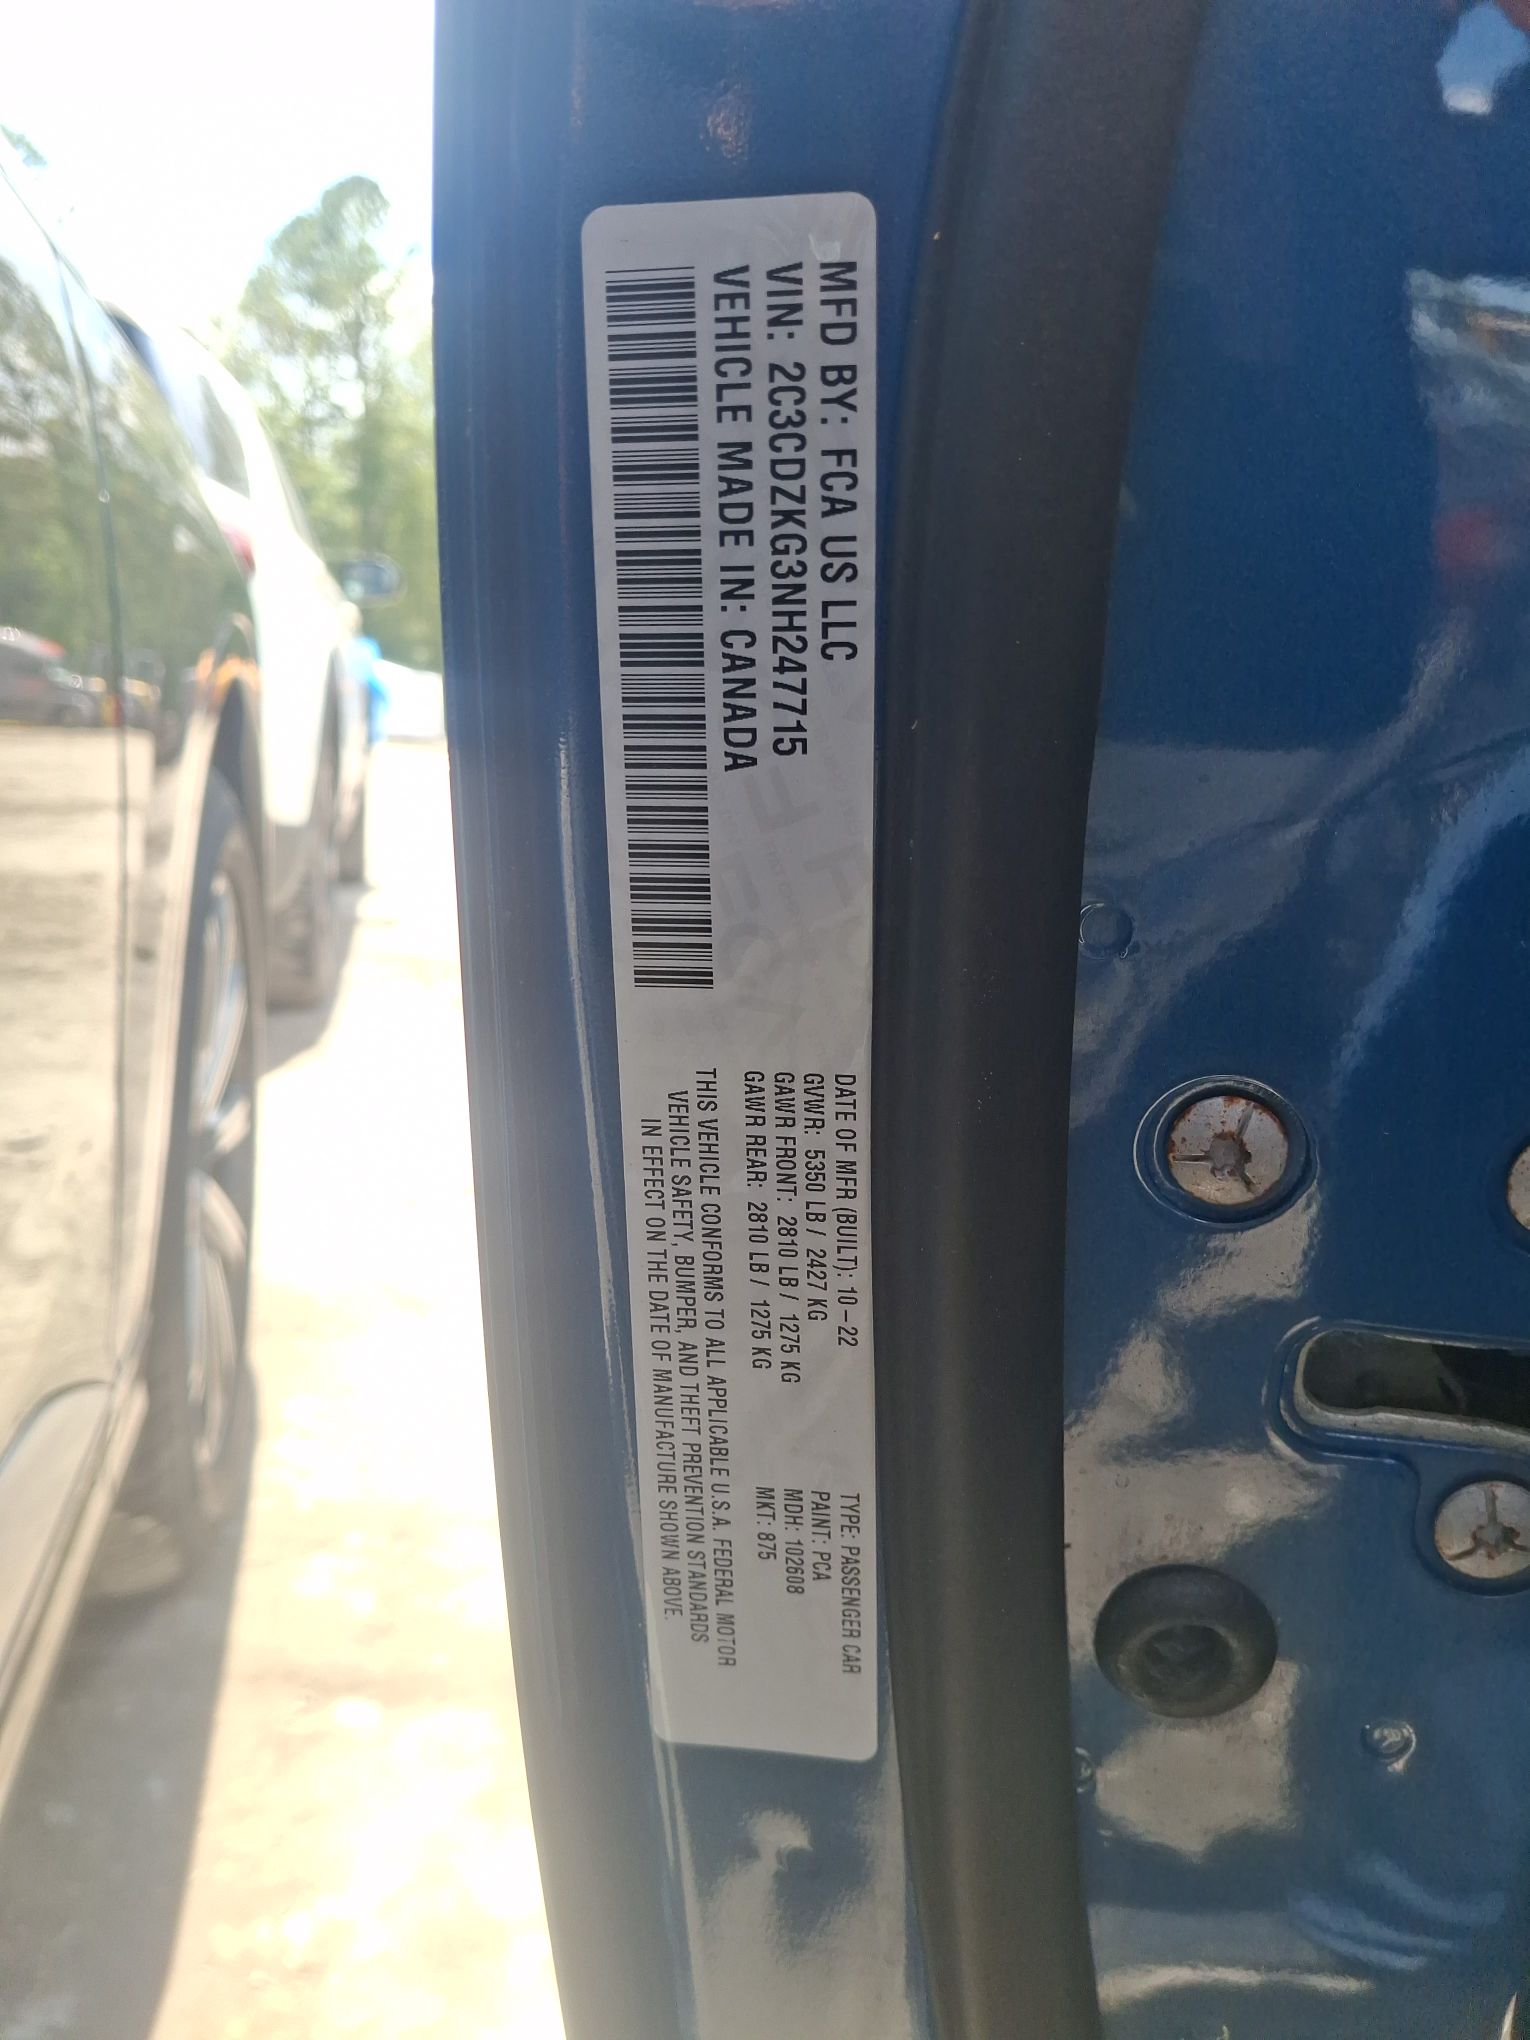 MFD BY: FCA US LLC
VIN: 2C3CDZKG3NH247715
VEHICLE MADE IN: CANADA
DATE OF MFR (BUILT): 10-22
GVWR: 5350 LB / 2427 KG
GAWR FRONT: 2810 LB / 1275 KG
GAWR REAR: 2810 LB / 1275 KG
TYPE: PASSENGER CAR
PAINT: PCA
MDH: 102608
MKT: 875
THIS VEHICLE CONFORMS TO ALL APPLICABLE U.S.A. FEDERAL MOTOR
VEHICLE SAFETY, BUMPER, AND THEFT PREVENTION STANDARDS
IN EFFECT ON THE DATE OF MANUFACTURE SHOWN ABOVE.